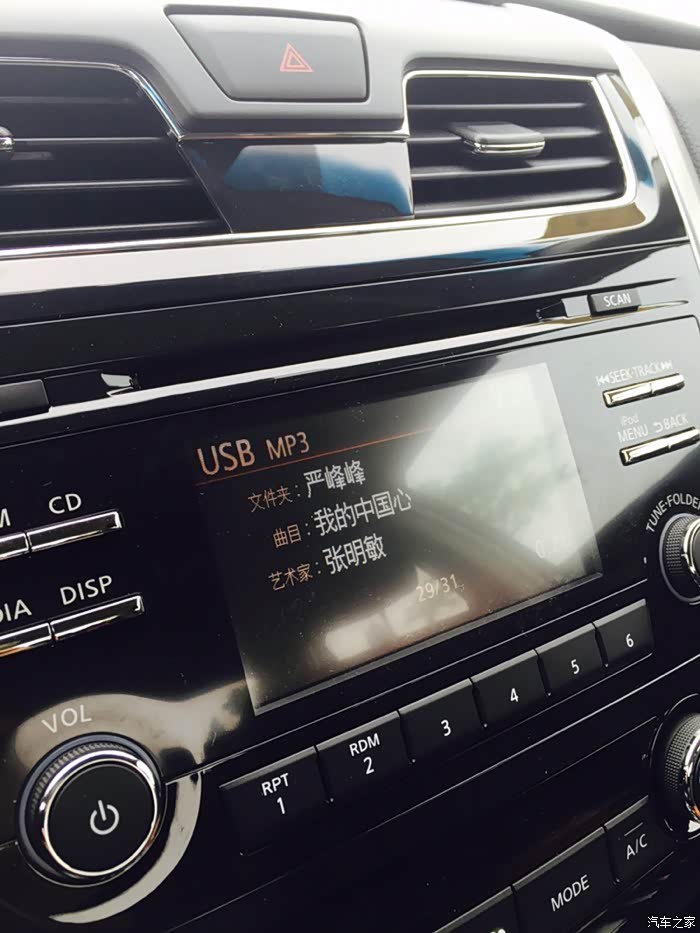 SCAN
SEEK·TRACK
iPod
MENU
BACK
USB MP3
文件夹：严峰峰
曲目：我的中国心
艺术家：张明敏
29/31
CD
DISP
VOL
RPT
1
RDM
2
3
4
5
6
MODE
A/C
汽车之家